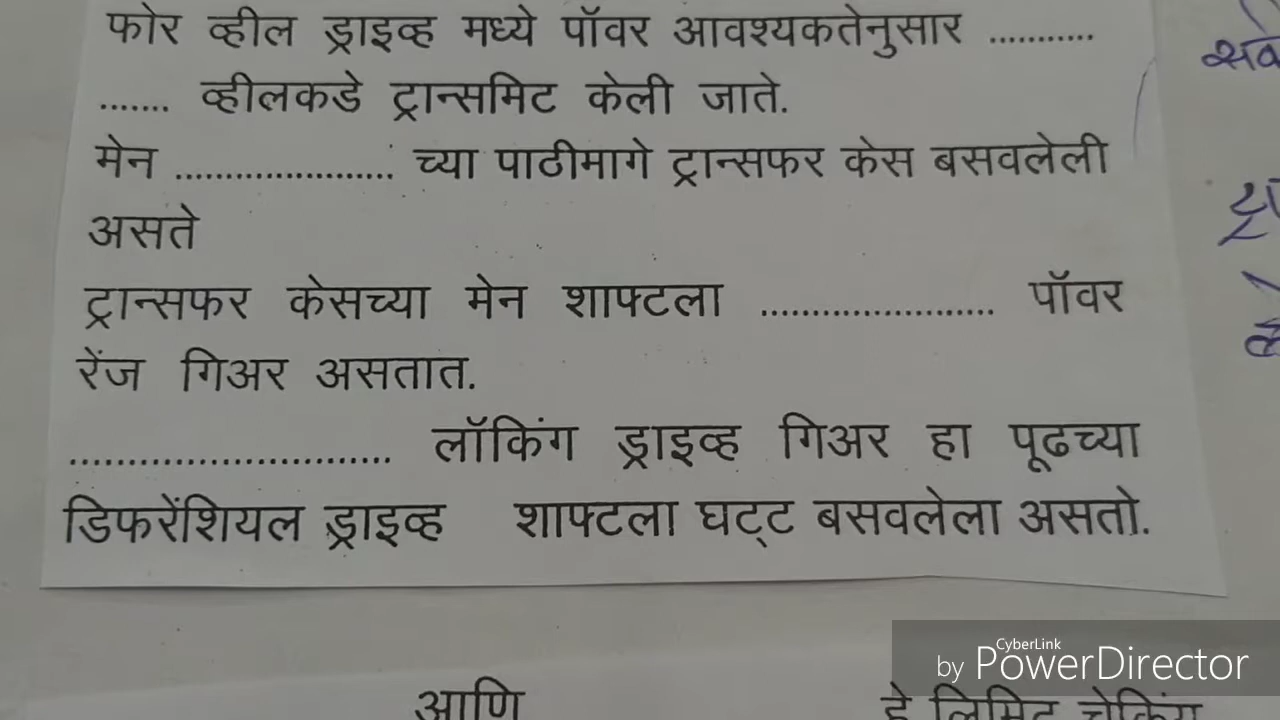 फोर व्हील ड्राइव्ह मध्ये पॉवर आवश्यकतेनुसार ...........
....... व्हीलकडे ट्रान्समिट केली जाते.
मेन ...................... च्या पाठीमागे ट्रान्सफर केस बसवलेली
असते
ट्रान्सफर केसच्या मेन शाफ्टला ....................... पॉवर
रेंज गिअर असतात.
............................ लॉकिंग ड्राइव्ह गिअर हा पूढच्या
डिफरेंशियल ड्राइव्ह शाफ्टला घट्ट बसवलेला असतो.
CyberLink
by PowerDirector
आणि हे लिमिट चेकिंग